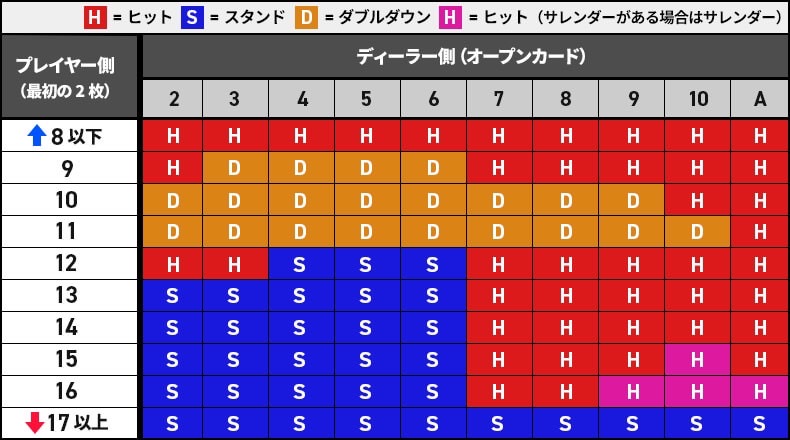 H = ヒット S = スタンド D = ダブルダウン H = ヒット（サレンダーがある場合はサレンダー）
プレイヤー側
（最初の2枚）
ディーラー側（オープンカード）
2 3 4 5 6 7 8 9 10 A
8以下 H H H H H H H H H H
9 H D D D D H H H H H
10 D D D D D D D D H H
11 D D D D D D D D D H
12 H H S S S H H H H H
13 S S S S S H H H H H
14 S S S S S H H H H H
15 S S S S S H H H H H
16 S S S S S H H H H H
17以上 S S S S S S S S S S